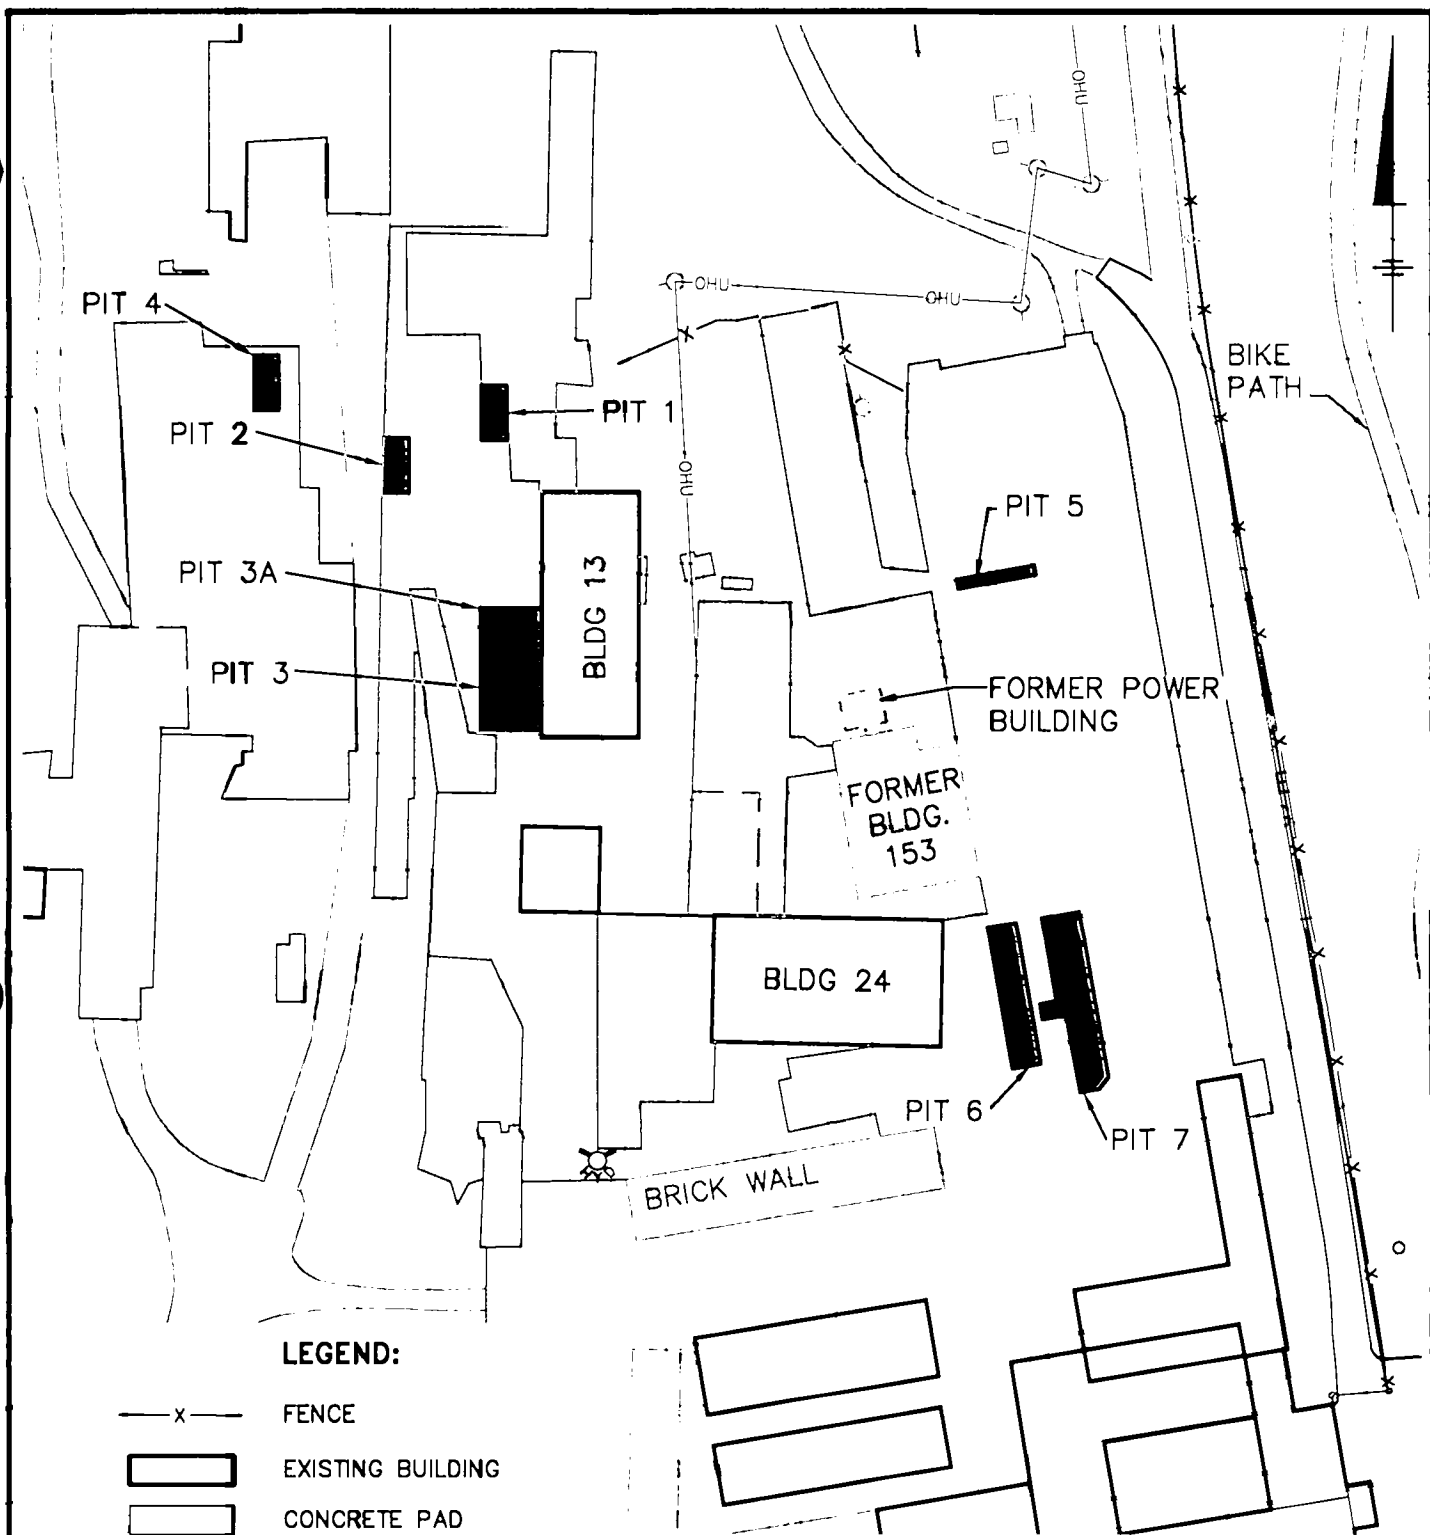 OHU
OHU
OHU
PIT 4
BIKE
PATH
PIT 1
PIT 2
OHU
PIT 5
BLDG 13
PIT 3A
PIT 3
FORMER POWER
BUILDING
FORMER
BLDG.
153
BLDG 24
PIT 6
PIT 7
BRICK WALL
LEGEND:
X FENCE
EXISTING BUILDING
CONCRETE PAD